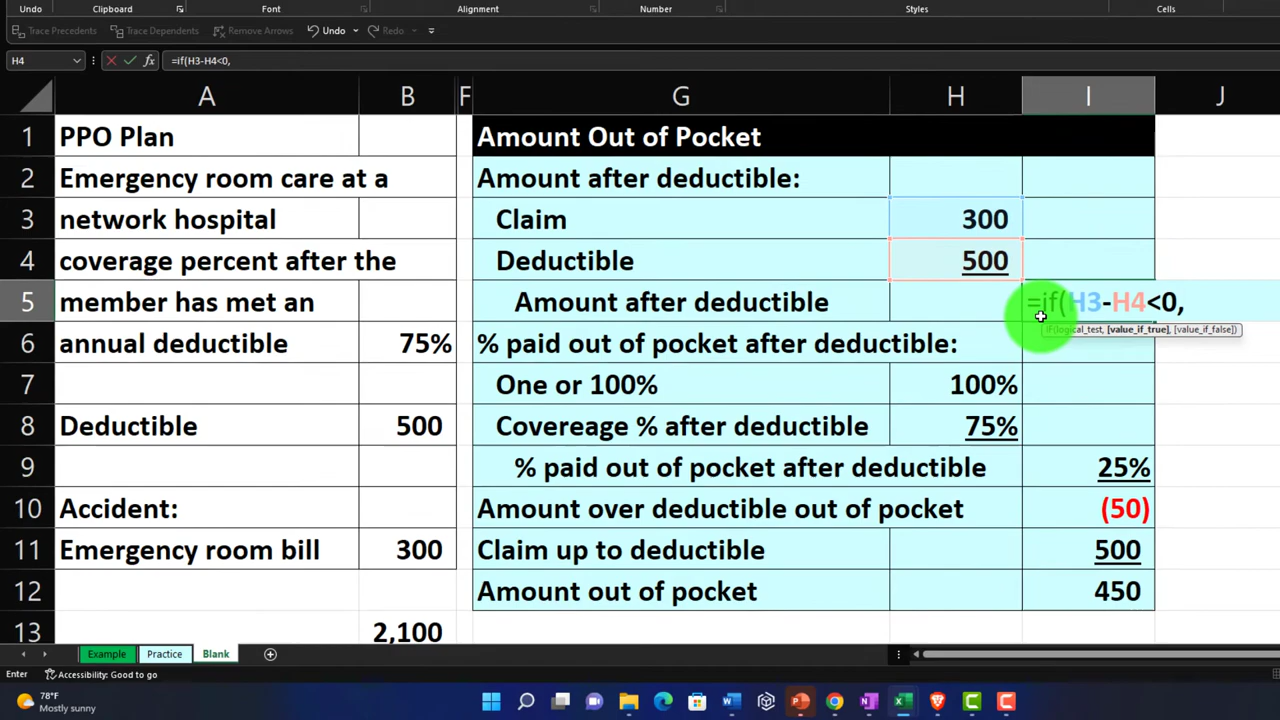 Undo Clipboard Font Alignment Number Styles Cells
Trace Precedents Trace Dependents Remove Arrows Undo Redo
H4 fx =if(H3-H4<0,
A B F G H I J
1 PPO Plan Amount Out of Pocket
2 Emergency room care at a Amount after deductible:
3 network hospital Claim 300
4 coverage percent after the Deductible 500
5 member has met an Amount after deductible =if(H3-H4<0,
if(logical_test, [value_if_true], [value_if_false])
6 annual deductible 75% % paid out of pocket after deductible:
7 One or 100% 100%
8 Deductible 500 Covereage % after deductible 75%
9 % paid out of pocket after deductible 25%
10 Accident: Amount over deductible out of pocket (50)
11 Emergency room bill 300 Claim up to deductible 500
12 Amount out of pocket 450
13 2,100
Example Practice Blank
Enter Accessibility: Good to go
78°F
Mostly sunny